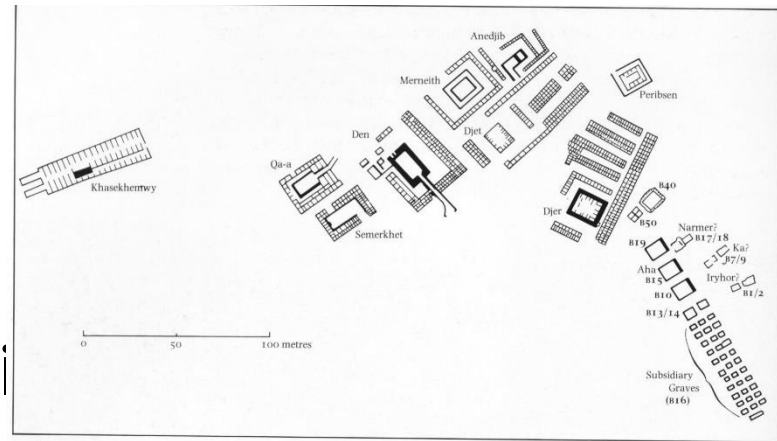 Anedjib
Merneith
Peribsen
Den
Djet
Qa-a
Khasekhemwy
Semerkhet
Djer
B40
B50
Narmer?
B17/18
B19
Ka?
B7/9
Aha
B15
Iryhor?
B1/2
B10
B13/14
0 50 100 metres
Subsidiary
Graves
(B16)